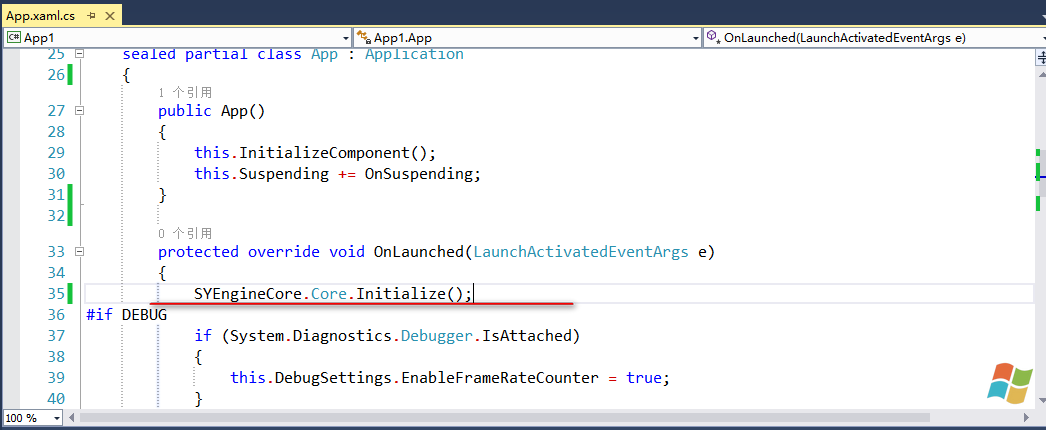 App.xaml.cs
C# App1
App1.App
OnLaunched(LaunchActivatedEventArgs e)
25 sealed partial class App : Application
26 {
1 个引用
27 public App()
28 {
29 this.InitializeComponent();
30 this.Suspending += OnSuspending;
31 }
32
0 个引用
33 protected override void OnLaunched(LaunchActivatedEventArgs e)
34 {
35 SYEngineCore.Core.Initialize();
36 #if DEBUG
37 if (System.Diagnostics.Debugger.IsAttached)
38 {
39 this.DebugSettings.EnableFrameRateCounter = true;
40 }
100 %